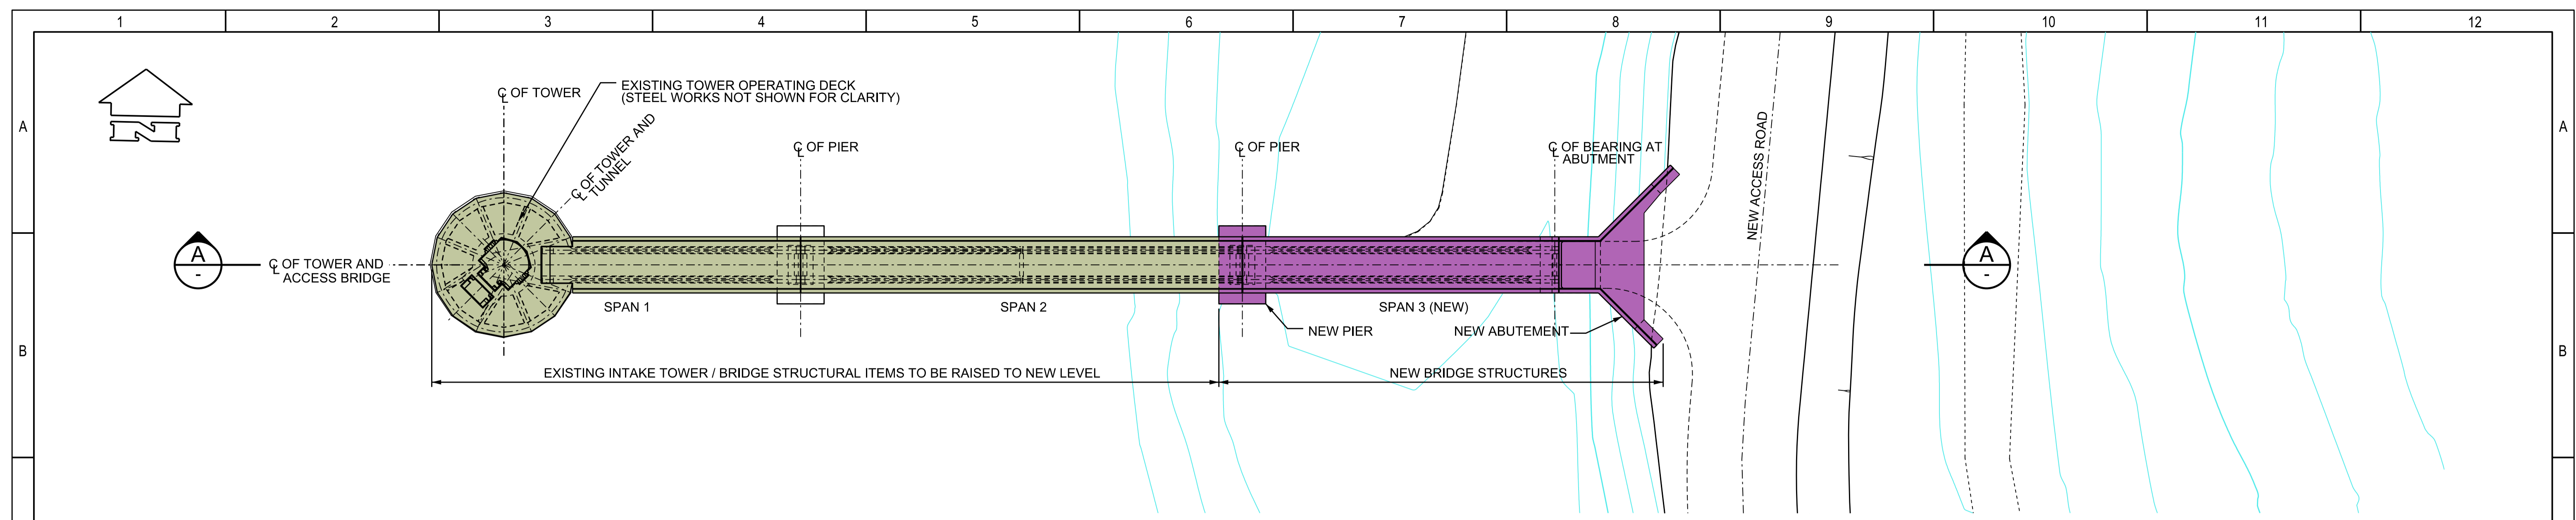 1 2 3 4 5 6 7 8 9 10 11 12
A
A
N
℄ OF TOWER
EXISTING TOWER OPERATING DECK
(STEEL WORKS NOT SHOWN FOR CLARITY)
℄ OF TOWER AND
TUNNEL
℄ OF PIER
℄ OF PIER
℄ OF BEARING AT
ABUTMENT
NEW ACCESS ROAD
A
-
℄ OF TOWER AND
ACCESS BRIDGE
A
-
SPAN 1
SPAN 2
SPAN 3 (NEW)
NEW PIER
NEW ABUTEMENT
B
B
EXISTING INTAKE TOWER / BRIDGE STRUCTURAL ITEMS TO BE RAISED TO NEW LEVEL
NEW BRIDGE STRUCTURES